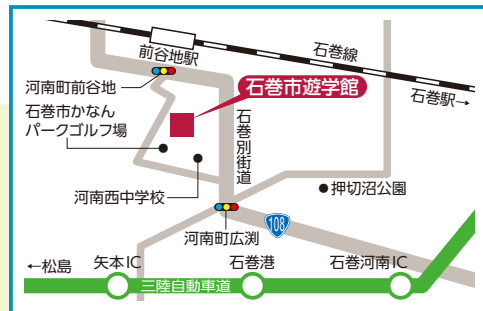 前谷地駅
石巻線
河南町前谷地
石巻市遊学館
石巻駅→
石巻市かなん
パークゴルフ場
石巻別街道
河南西中学校
押切沼公園
108
河南町広渕
←松島
矢本IC
石巻港
石巻河南IC
三陸自動車道